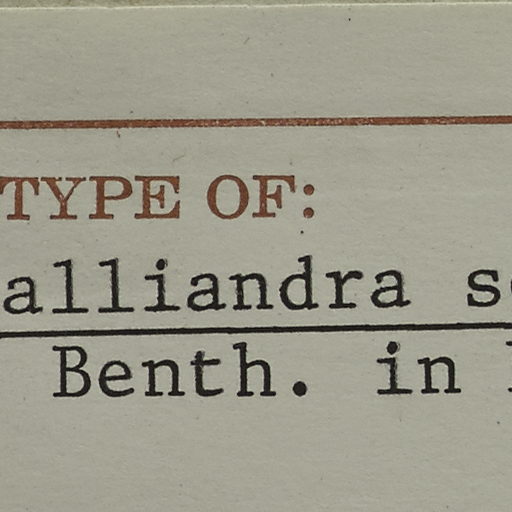 TYPE OF:
alliandra s
Benth. in